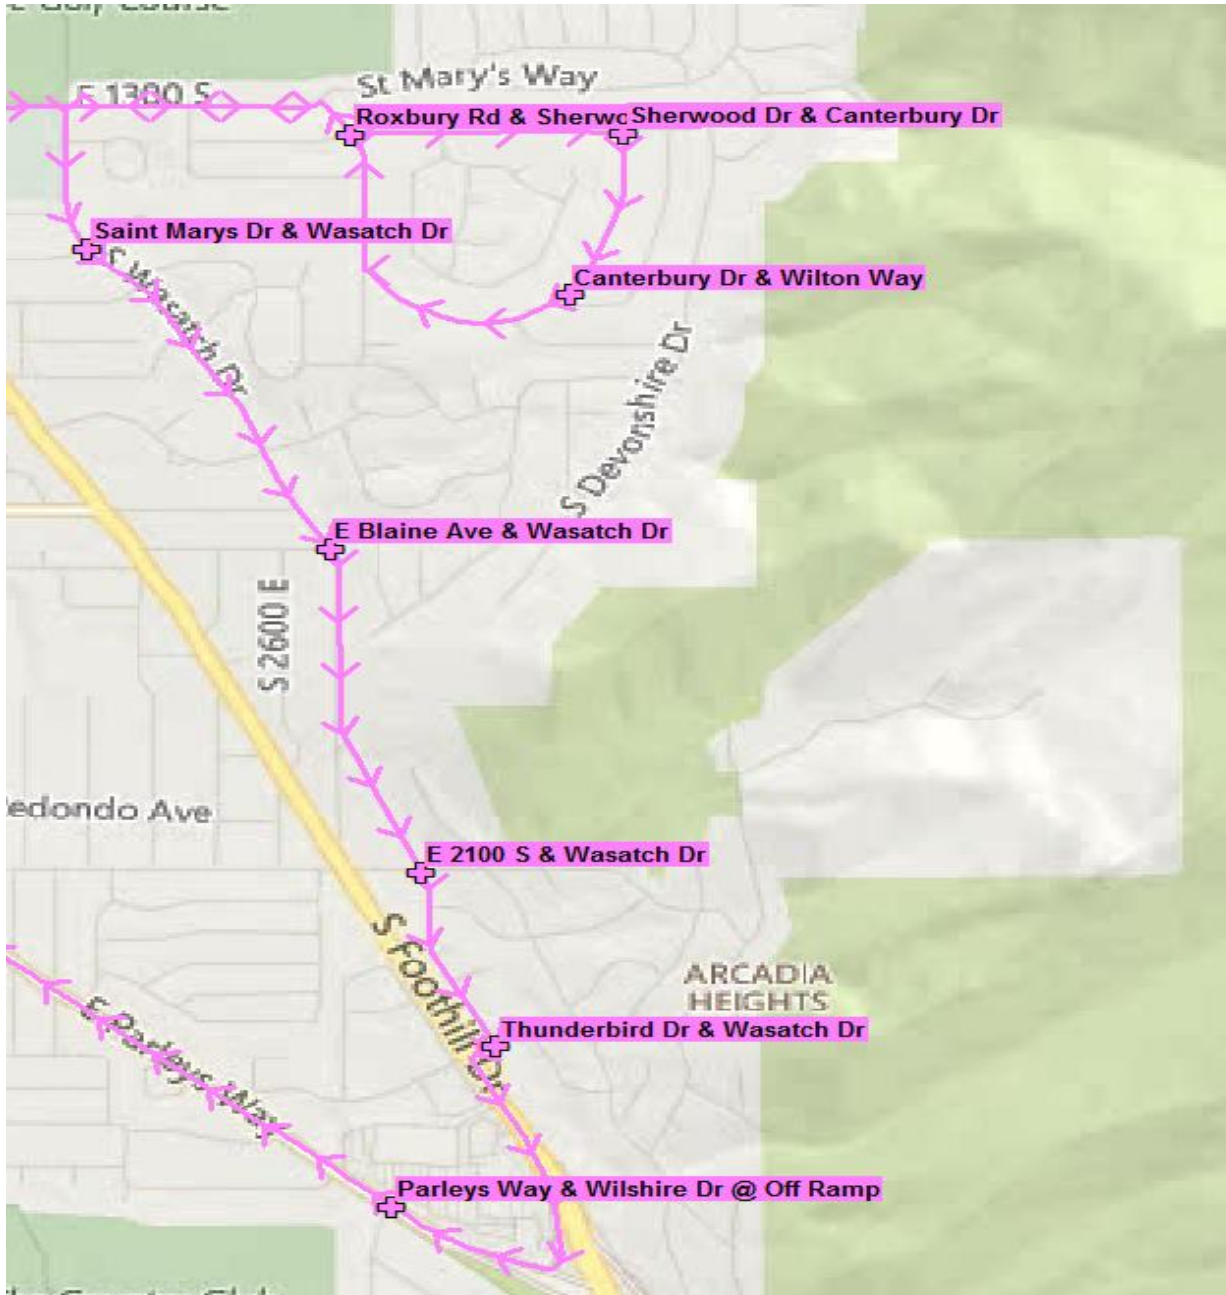 E 1300 S
St Mary's Way
Roxbury Rd & Sherwo
Sherwood Dr & Canterbury Dr
Saint Marys Dr & Wasatch Dr
S Wasatch Dr
Canterbury Dr & Wilton Way
S Devonshire Dr
E Blaine Ave & Wasatch Dr
S 2600 E
edondo Ave
E 2100 S & Wasatch Dr
S Foothill Dr
ARCADIA
HEIGHTS
Thunderbird Dr & Wasatch Dr
E Parleys Way
Parleys Way & Wilshire Dr @ Off Ramp